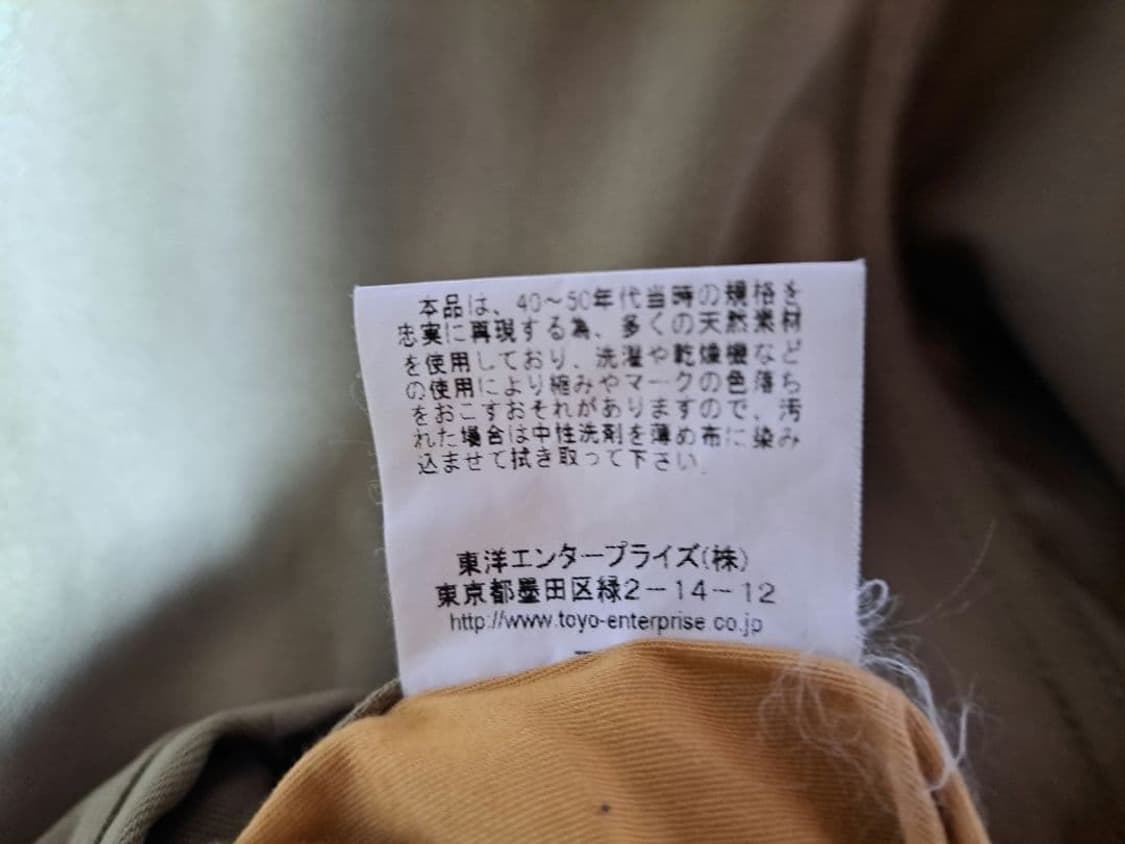 本品は、40～50年代当時の規格を
忠実に再現する為、多くの天然素材
を使用しており、洗濯や乾燥機など
の使用により縮みやマークの色落ち
をおこすおそれがありますので、汚
れた場合は中性洗剤を薄め布に染み
込ませて拭き取って下さい。
東洋エンタープライズ(株)
東京都墨田区緑2－14－12
http://www.toyo-enterprise.co.jp